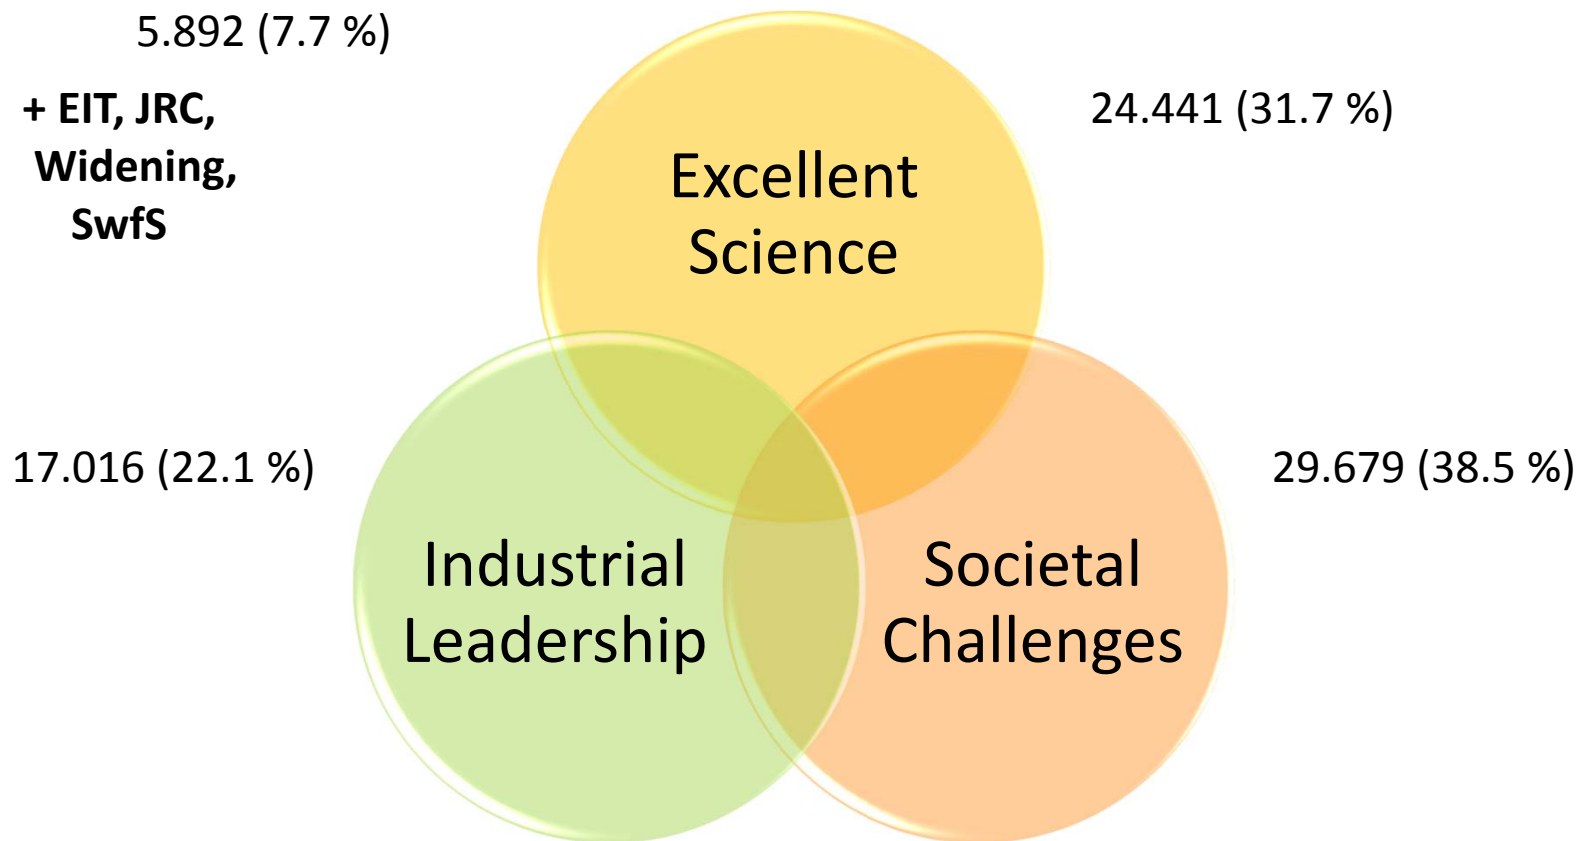 5.892 (7.7 %)
+ EIT, JRC,
Widening,
SwfS
24.441 (31.7 %)
Excellent
Science
17.016 (22.1 %)
29.679 (38.5 %)
Industrial
Leadership
Societal
Challenges